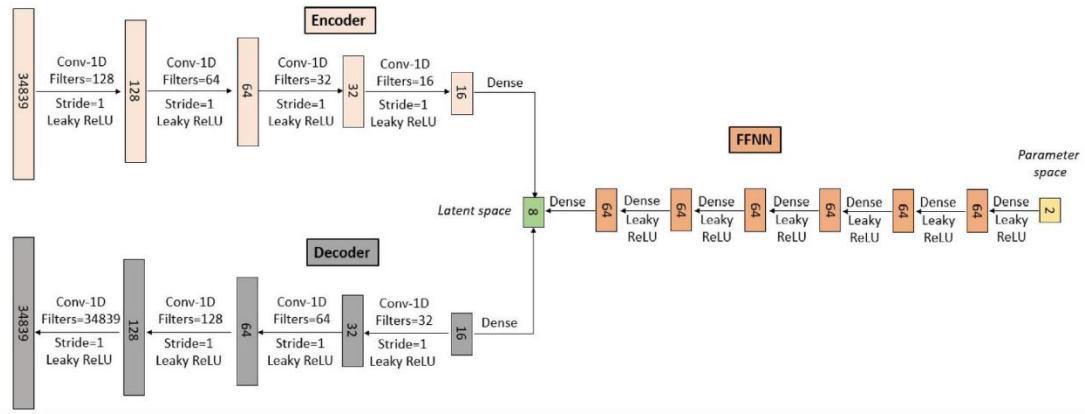 Encoder
34839
Conv-1D
Filters=128
Stride=1
Leaky ReLU
128
Conv-1D
Filters=64
Stride=1
Leaky ReLU
64
Conv-1D
Filters=32
Stride=1
Leaky ReLU
32
Conv-1D
Filters=16
Stride=1
Leaky ReLU
16
Dense
FFNN
Parameter
space
Latent space
8
Dense
64
Dense
Leaky
ReLU
64
Dense
Leaky
ReLU
64
Dense
Leaky
ReLU
64
Dense
Leaky
ReLU
64
Dense
Leaky
ReLU
64
Dense
Leaky
ReLU
2
Decoder
34839
Conv-1D
Filters=34839
Stride=1
Leaky ReLU
128
Conv-1D
Filters=128
Stride=1
Leaky ReLU
64
Conv-1D
Filters=64
Stride=1
Leaky ReLU
32
Conv-1D
Filters=32
Stride=1
Leaky ReLU
16
Dense